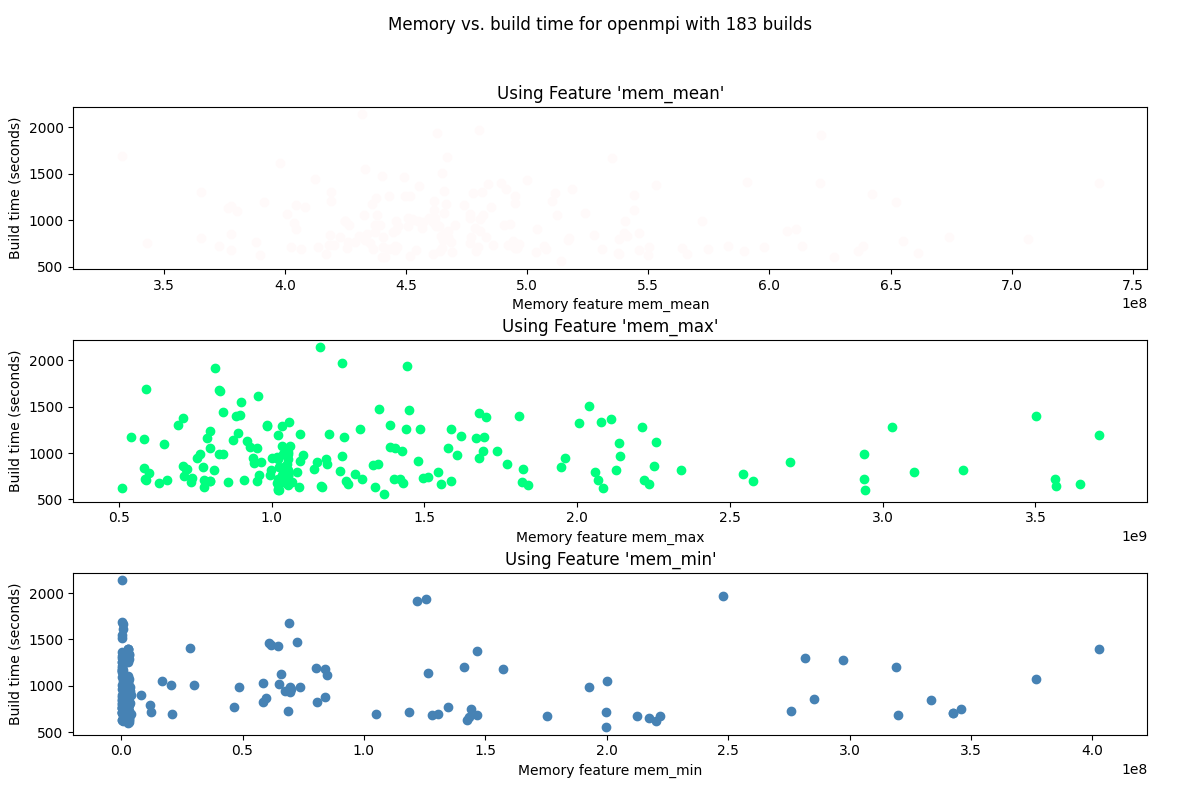 Memory vs. build time for openmpi with 183 builds
Using Feature 'mem_mean'
Build time (seconds)
2000
1500
1000
500
3.5 4.0 4.5 5.0 5.5 6.0 6.5 7.0 7.5
1e8
Memory feature mem_mean
Using Feature 'mem_max'
Build time (seconds)
2000
1500
1000
500
0.5 1.0 1.5 2.0 2.5 3.0 3.5
1e9
Memory feature mem_max
Using Feature 'mem_min'
Build time (seconds)
2000
1500
1000
500
0.0 0.5 1.0 1.5 2.0 2.5 3.0 3.5 4.0
1e8
Memory feature mem_min